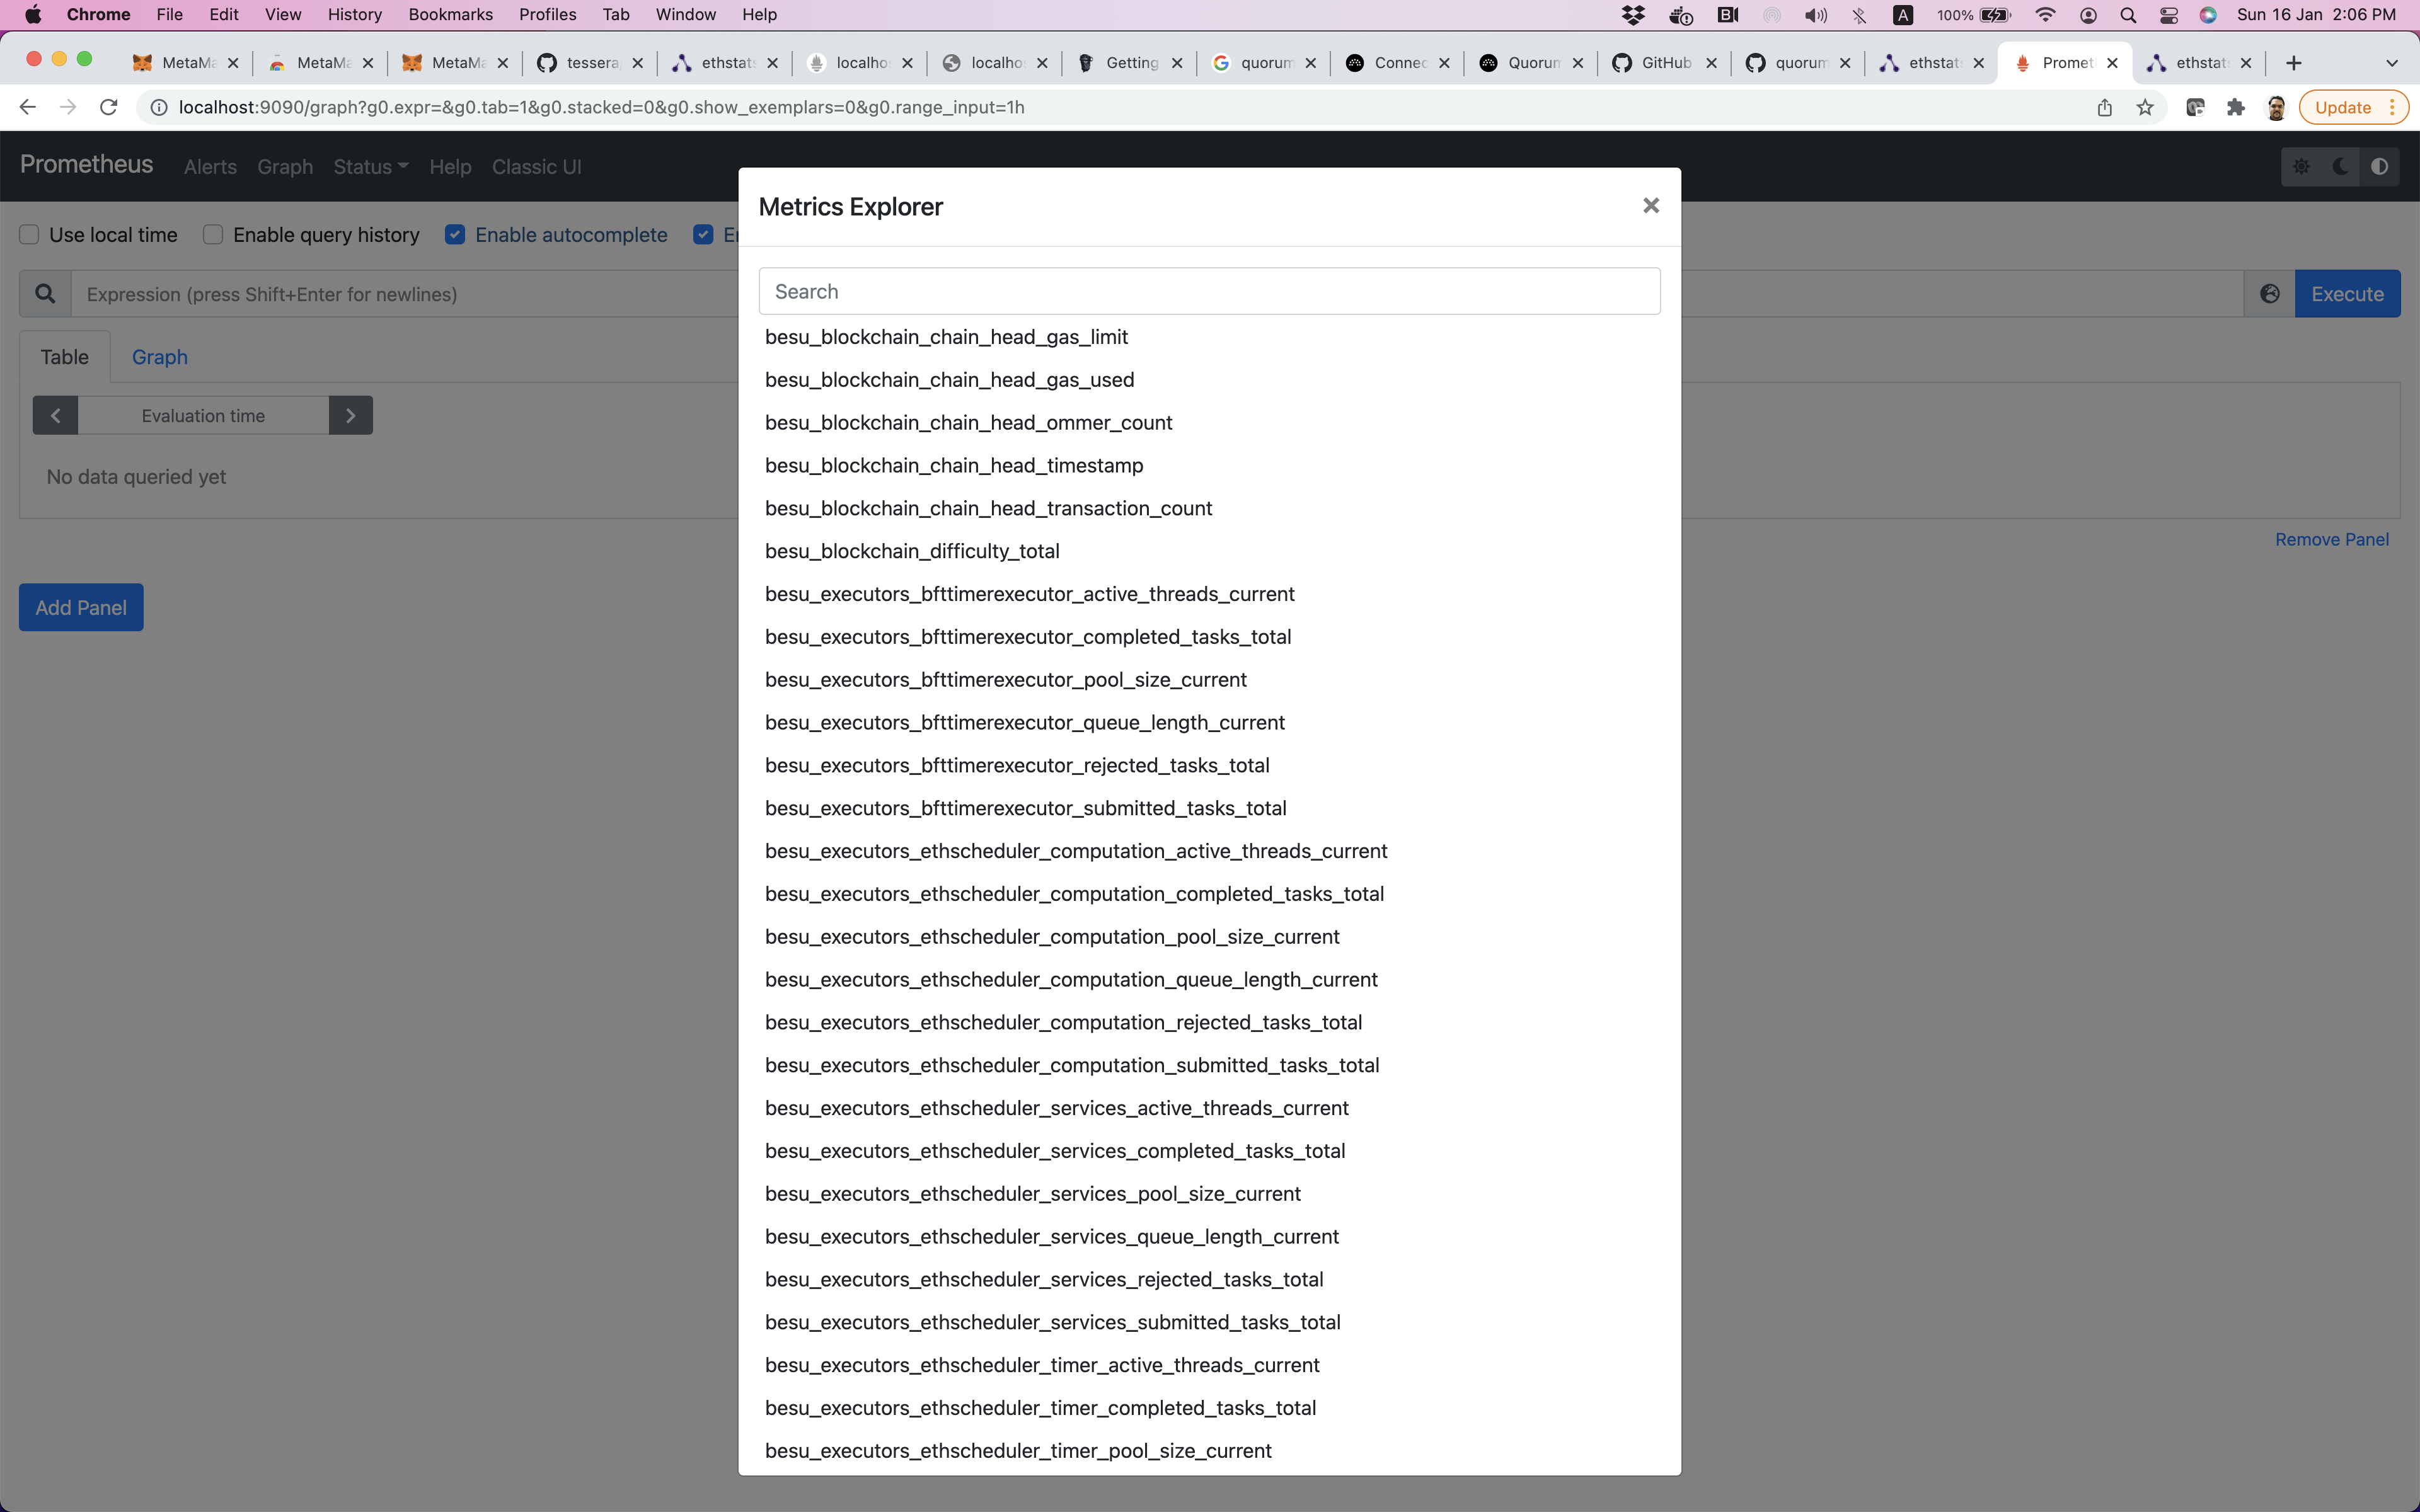 Chrome File Edit View History Bookmarks Profiles Tab Window Help 100% Sun 16 Jan 2:06 PM
MetaMa MetaMa MetaMa tessera ethstats localho localho Getting quorum Connec Quorum GitHub quorum ethstats Promet ethstat
localhost:9090/graph?g0.expr=&g0.tab=1&g0.stacked=0&g0.show_exemplars=0&g0.range_input=1h Update
Prometheus Alerts Graph Status Help Classic UI
Use local time Enable query history Enable autocomplete
Expression (press Shift+Enter for newlines) Execute
Table Graph
Evaluation time
No data queried yet
Remove Panel
Add Panel
Metrics Explorer
Search
besu_blockchain_chain_head_gas_limit
besu_blockchain_chain_head_gas_used
besu_blockchain_chain_head_ommer_count
besu_blockchain_chain_head_timestamp
besu_blockchain_chain_head_transaction_count
besu_blockchain_difficulty_total
besu_executors_bfttimerexecutor_active_threads_current
besu_executors_bfttimerexecutor_completed_tasks_total
besu_executors_bfttimerexecutor_pool_size_current
besu_executors_bfttimerexecutor_queue_length_current
besu_executors_bfttimerexecutor_rejected_tasks_total
besu_executors_bfttimerexecutor_submitted_tasks_total
besu_executors_ethscheduler_computation_active_threads_current
besu_executors_ethscheduler_computation_completed_tasks_total
besu_executors_ethscheduler_computation_pool_size_current
besu_executors_ethscheduler_computation_queue_length_current
besu_executors_ethscheduler_computation_rejected_tasks_total
besu_executors_ethscheduler_computation_submitted_tasks_total
besu_executors_ethscheduler_services_active_threads_current
besu_executors_ethscheduler_services_completed_tasks_total
besu_executors_ethscheduler_services_pool_size_current
besu_executors_ethscheduler_services_queue_length_current
besu_executors_ethscheduler_services_rejected_tasks_total
besu_executors_ethscheduler_services_submitted_tasks_total
besu_executors_ethscheduler_timer_active_threads_current
besu_executors_ethscheduler_timer_completed_tasks_total
besu_executors_ethscheduler_timer_pool_size_current